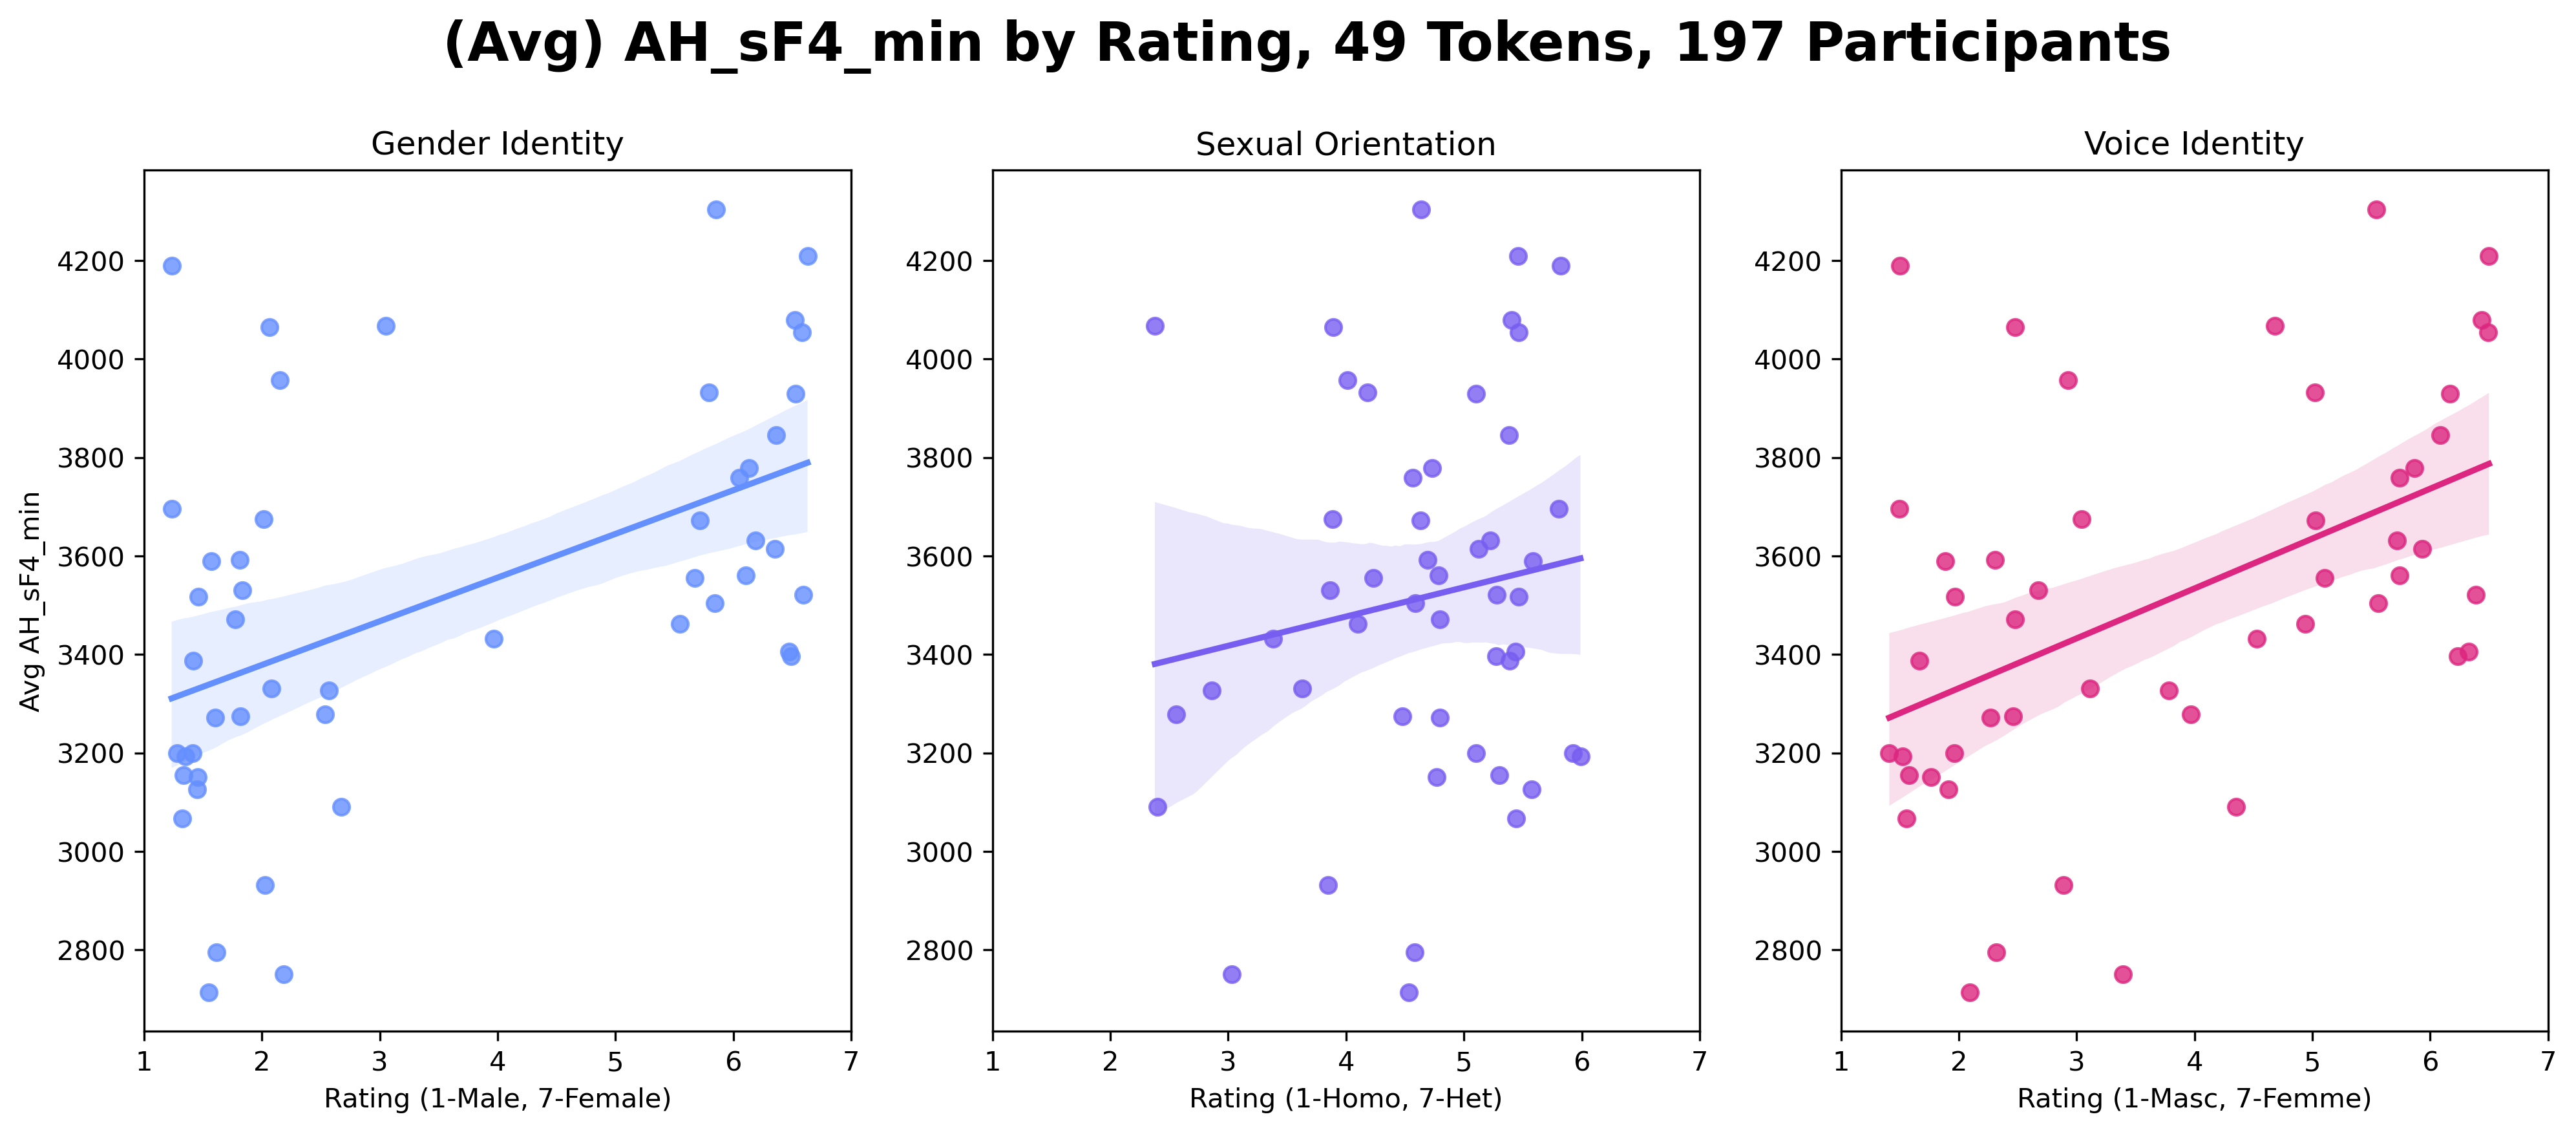 (Avg) AH_sF4_min by Rating, 49 Tokens, 197 Participants
Gender Identity
Sexual Orientation
Voice Identity
Avg AH_sF4_min
4200
4000
3800
3600
3400
3200
3000
2800
1 2 3 4 5 6 7
Rating (1-Male, 7-Female)
4200
4000
3800
3600
3400
3200
3000
2800
1 2 3 4 5 6 7
Rating (1-Homo, 7-Het)
4200
4000
3800
3600
3400
3200
3000
2800
1 2 3 4 5 6 7
Rating (1-Masc, 7-Femme)